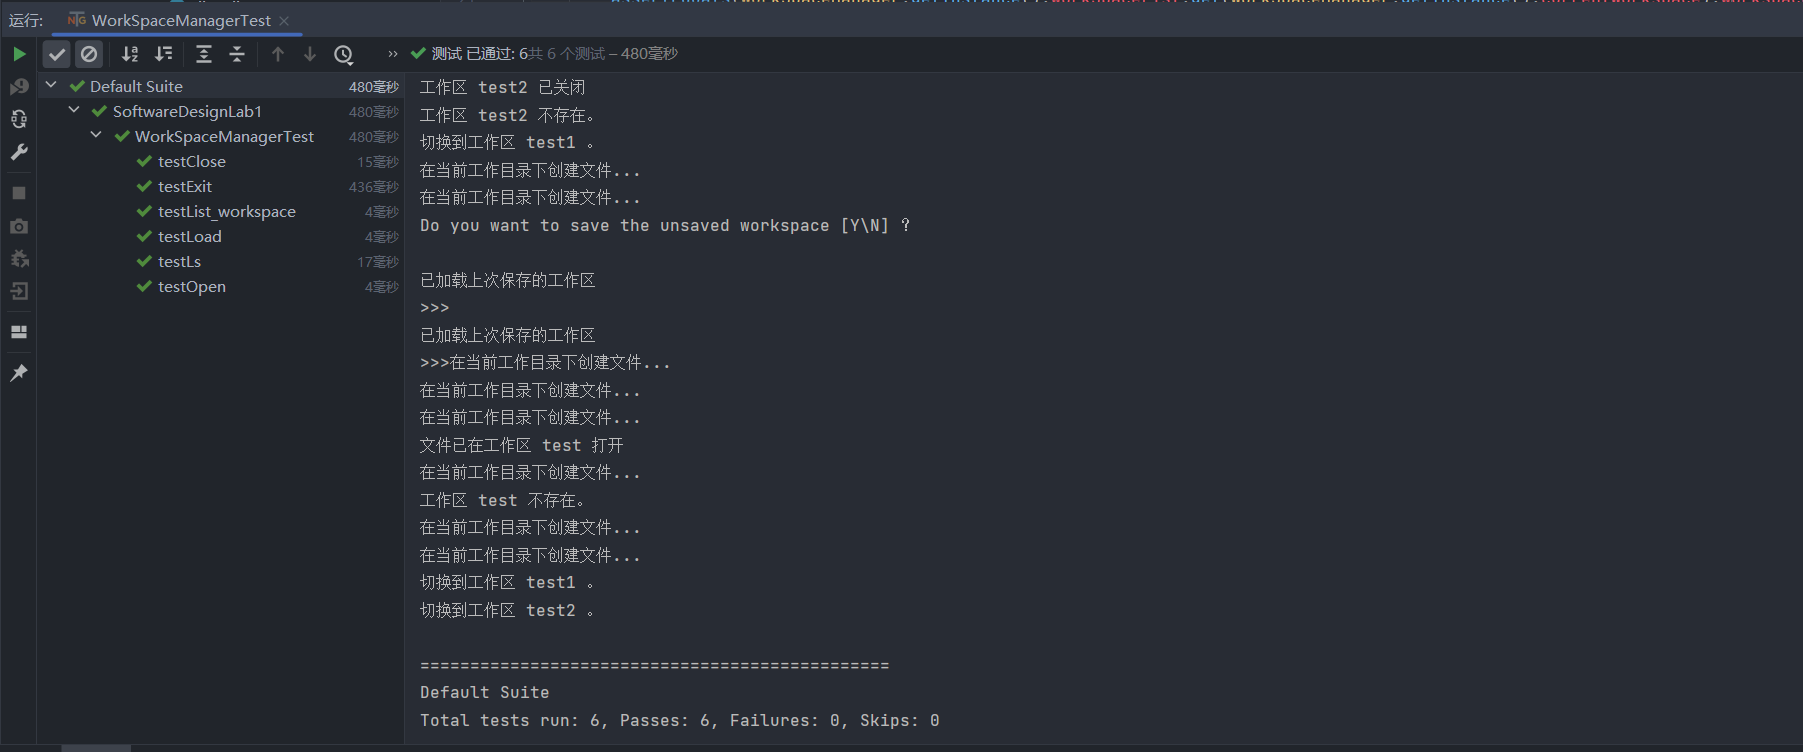 运行: WorkSpaceManagerTest
测试 已通过: 6共 6 个测试 – 480毫秒
Default Suite 480毫秒
SoftwareDesignLab1 480毫秒
WorkSpaceManagerTest 480毫秒
testClose 15毫秒
testExit 436毫秒
testList_workspace 4毫秒
testLoad 4毫秒
testLs 17毫秒
testOpen 4毫秒
工作区 test2 已关闭
工作区 test2 不存在。
切换到工作区 test1 。
在当前工作目录下创建文件...
在当前工作目录下创建文件...
Do you want to save the unsaved workspace [Y\N] ？
已加载上次保存的工作区
>>>
已加载上次保存的工作区
>>>在当前工作目录下创建文件...
在当前工作目录下创建文件...
在当前工作目录下创建文件...
文件已在工作区 test 打开
在当前工作目录下创建文件...
工作区 test 不存在。
在当前工作目录下创建文件...
在当前工作目录下创建文件...
切换到工作区 test1 。
切换到工作区 test2 。
===============================================
Default Suite
Total tests run: 6, Passes: 6, Failures: 0, Skips: 0